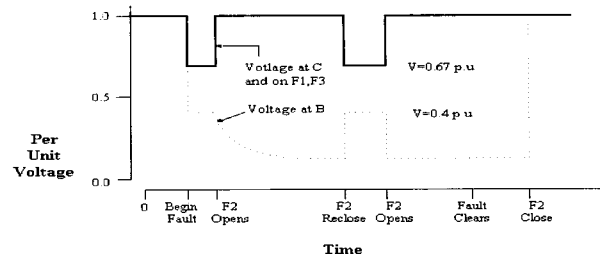 1.0
Votlage at C
and on F1,F3
V=0.67 p.u
0.5
Voltage at B
V=0.4 p u
Per
Unit
Voltage
0.0
0
Begin
Fault
F2
Opens
F2
Reclose
F2
Opens
Fault
Clears
F2
Close
Time